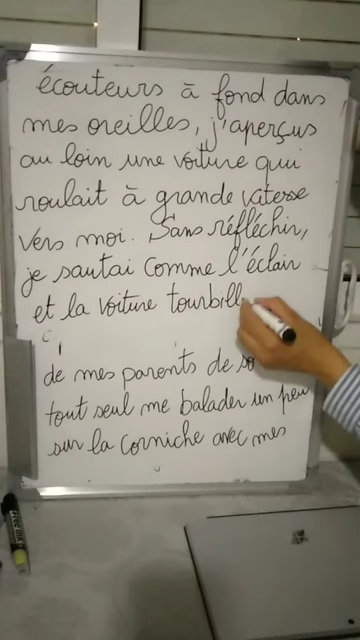 écouteurs à fond dans
mes oreilles, j'aperçus
au loin une voiture qui
roulait à grande vitesse
vers moi. Sans réfléchir,
je sautai comme l'éclair
et la voiture tourbill
de mes parents de so
tout seul me balader un peu
sur la corniche avec mes